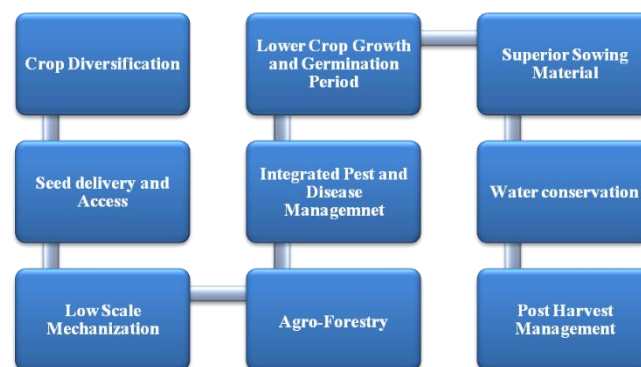 Crop Diversification
Seed delivery and
Access
Low Scale
Mechanization
Agro-Forestry
Integrated Pest and
Disease Managemnet
Lower Crop Growth
and Germination
Period
Superior Sowing
Material
Water conservation
Post Harvest
Management